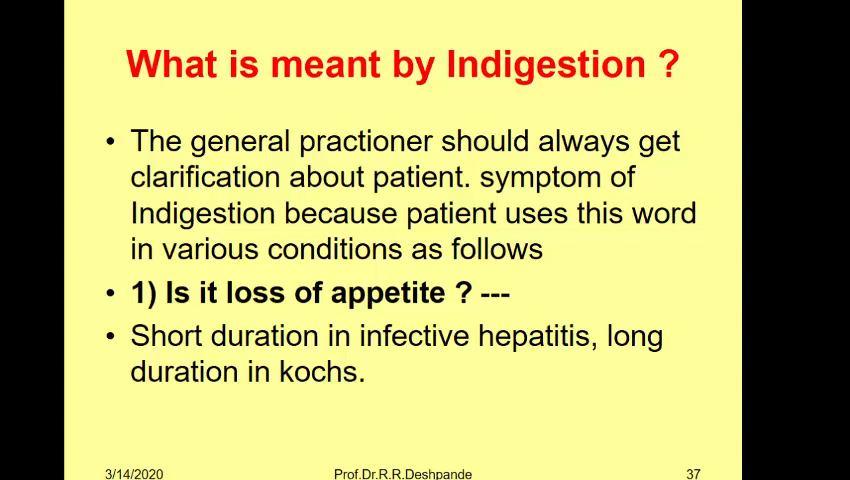 What is meant by Indigestion ?
• The general practioner should always get
clarification about patient. symptom of
Indigestion because patient uses this word
in various conditions as follows
• 1) Is it loss of appetite ? ---
• Short duration in infective hepatitis, long
duration in kochs.
3/14/2020 Prof.Dr.R.R.Deshpande 37